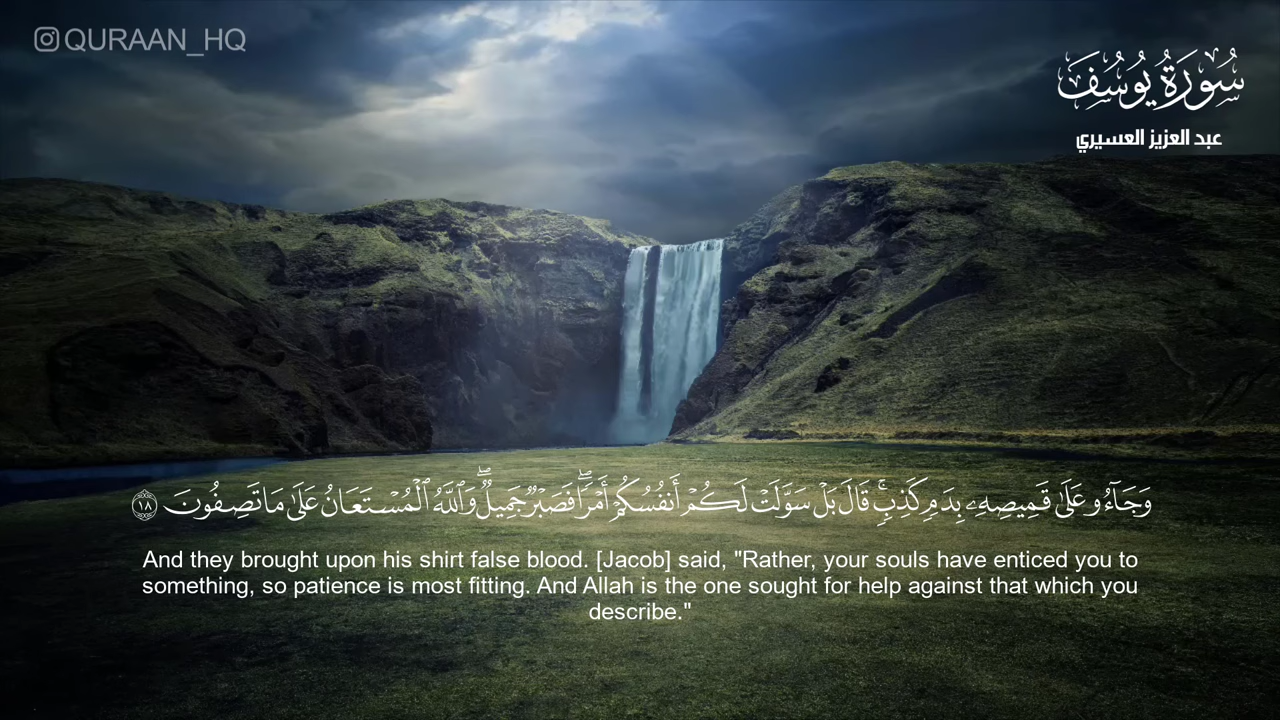 QURAAN_HQ
سُورَةُ يُوسُفَ
عبد العزيز العسيري
وَجَآءُو عَلَىٰ قَمِيصِهِۦ بِدَمٍ كَذِبٍۚ قَالَ بَلۡ سَوَّلَتۡ لَكُمۡ أَنفُسُكُمۡ أَمۡرٗاۖ فَصَبۡرٞ جَمِيلٞۖ وَٱللَّهُ ٱلۡمُسۡتَعَانُ عَلَىٰ مَا تَصِفُونَ ١٨
And they brought upon his shirt false blood. [Jacob] said, "Rather, your souls have enticed you to
something, so patience is most fitting. And Allah is the one sought for help against that which you
describe."